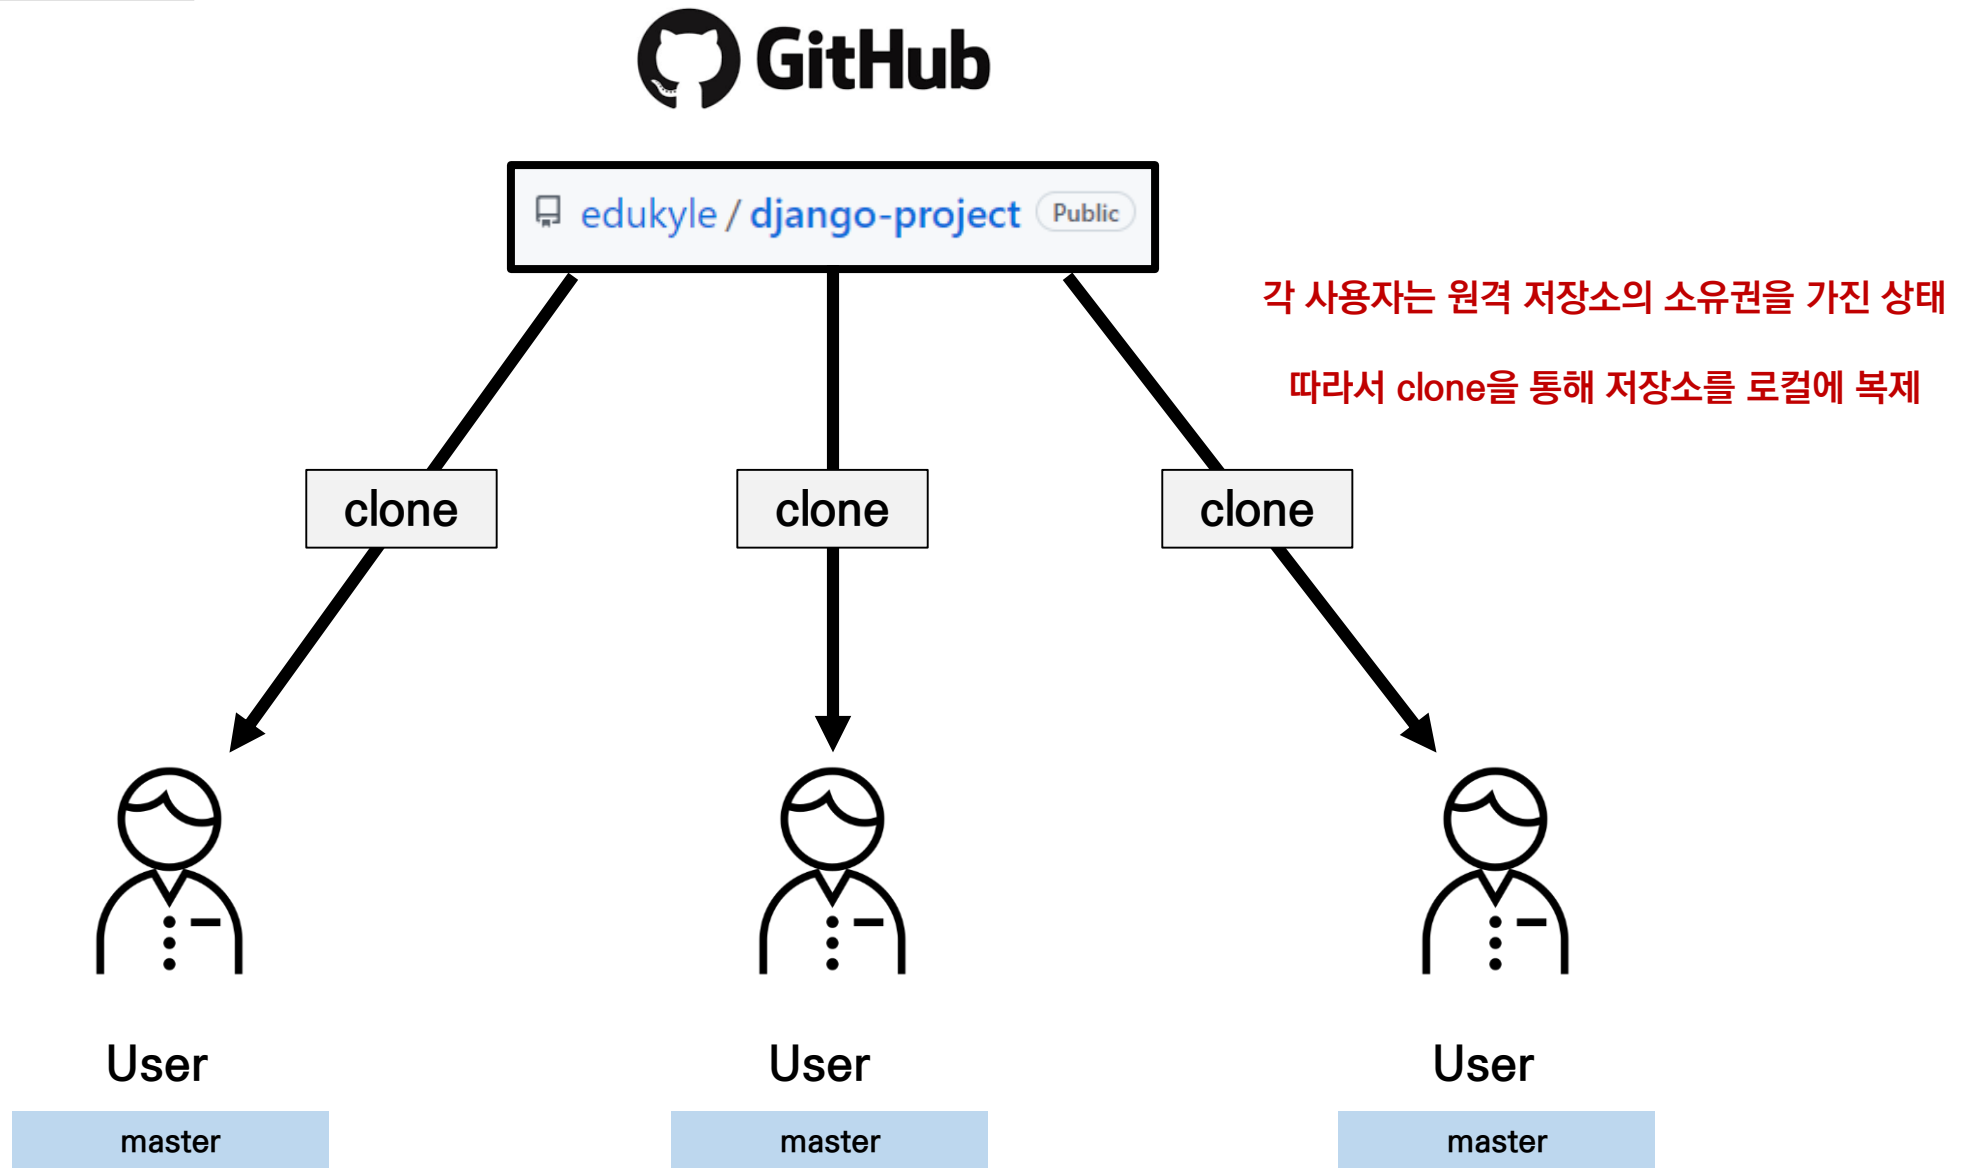 GitHub
edukyle / django-project Public
각 사용자는 원격 저장소의 소유권을 가진 상태
따라서 clone을 통해 저장소를 로컬에 복제
clone
clone
clone
User
User
User
master
master
master